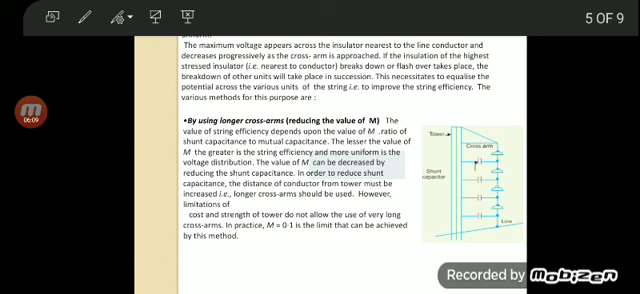 5 OF 9
uniform.
The maximum voltage appears across the insulator nearest to the line conductor and
decreases progressively as the cross- arm is approached. If the insulation of the highest
stressed insulator (i.e. nearest to conductor) breaks down or flash over takes place, the
breakdown of other units will take place in succession. This necessitates to equalise the
potential across the various units of the string i.e. to improve the string efficiency. The
various methods for this purpose are :
•By using longer cross-arms (reducing the value of M) The
value of string efficiency depends upon the value of M .ratio of
shunt capacitance to mutual capacitance. The lesser the value of
M the greater is the string efficiency and more uniform is the
voltage distribution. The value of M can be decreased by
reducing the shunt capacitance. In order to reduce shunt
capacitance, the distance of conductor from tower must be
increased i.e., longer cross-arms should be used. However,
limitations of
cost and strength of tower do not allow the use of very long
cross-arms. In practice, M = 0·1 is the limit that can be achieved
by this method.
Tower
Cross arm
Shunt
capacitor
Line
06:09
Recorded by Mobizen